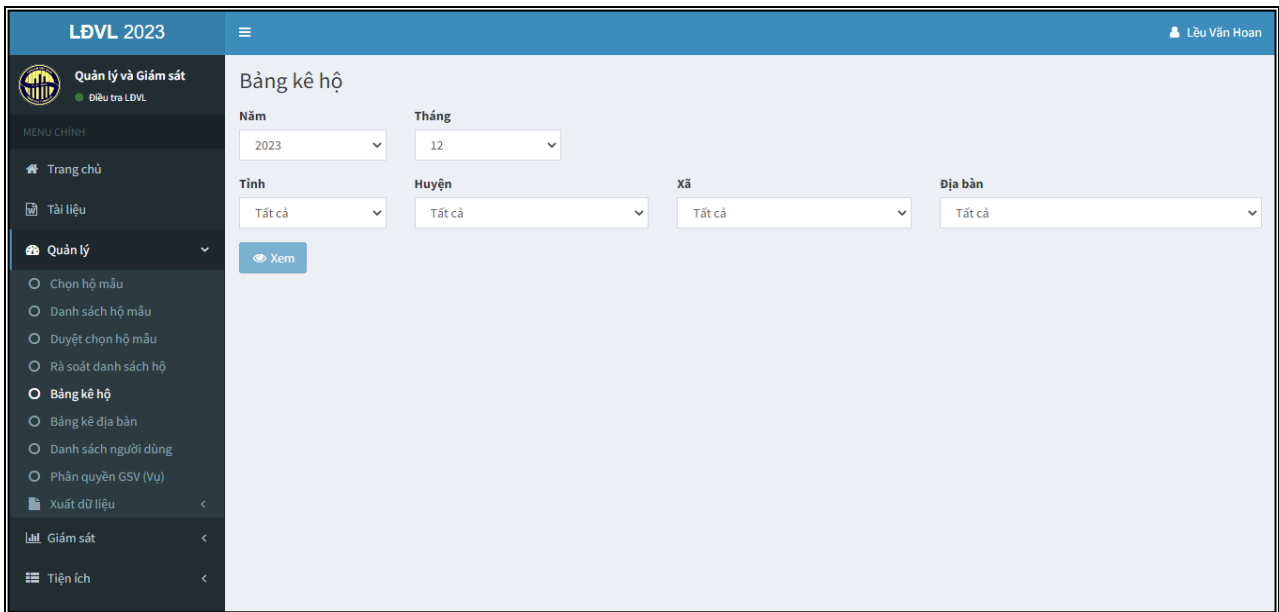 LĐVL 2023
Lều Văn Hoan
Quản lý và Giám sát
Điều tra LĐVL
MENU CHÍNH
Trang chủ
Tài liệu
Quản lý
Chọn hộ mẫu
Danh sách hộ mẫu
Duyệt chọn hộ mẫu
Rà soát danh sách hộ
Bảng kê hộ
Bảng kê địa bàn
Danh sách người dùng
Phân quyền GSV (Vụ)
Xuất dữ liệu
Giám sát
Tiện ích
Bảng kê hộ
Năm Tháng
2023 12
Tỉnh Huyện Xã Địa bàn
Tất cả Tất cả Tất cả Tất cả
Xem